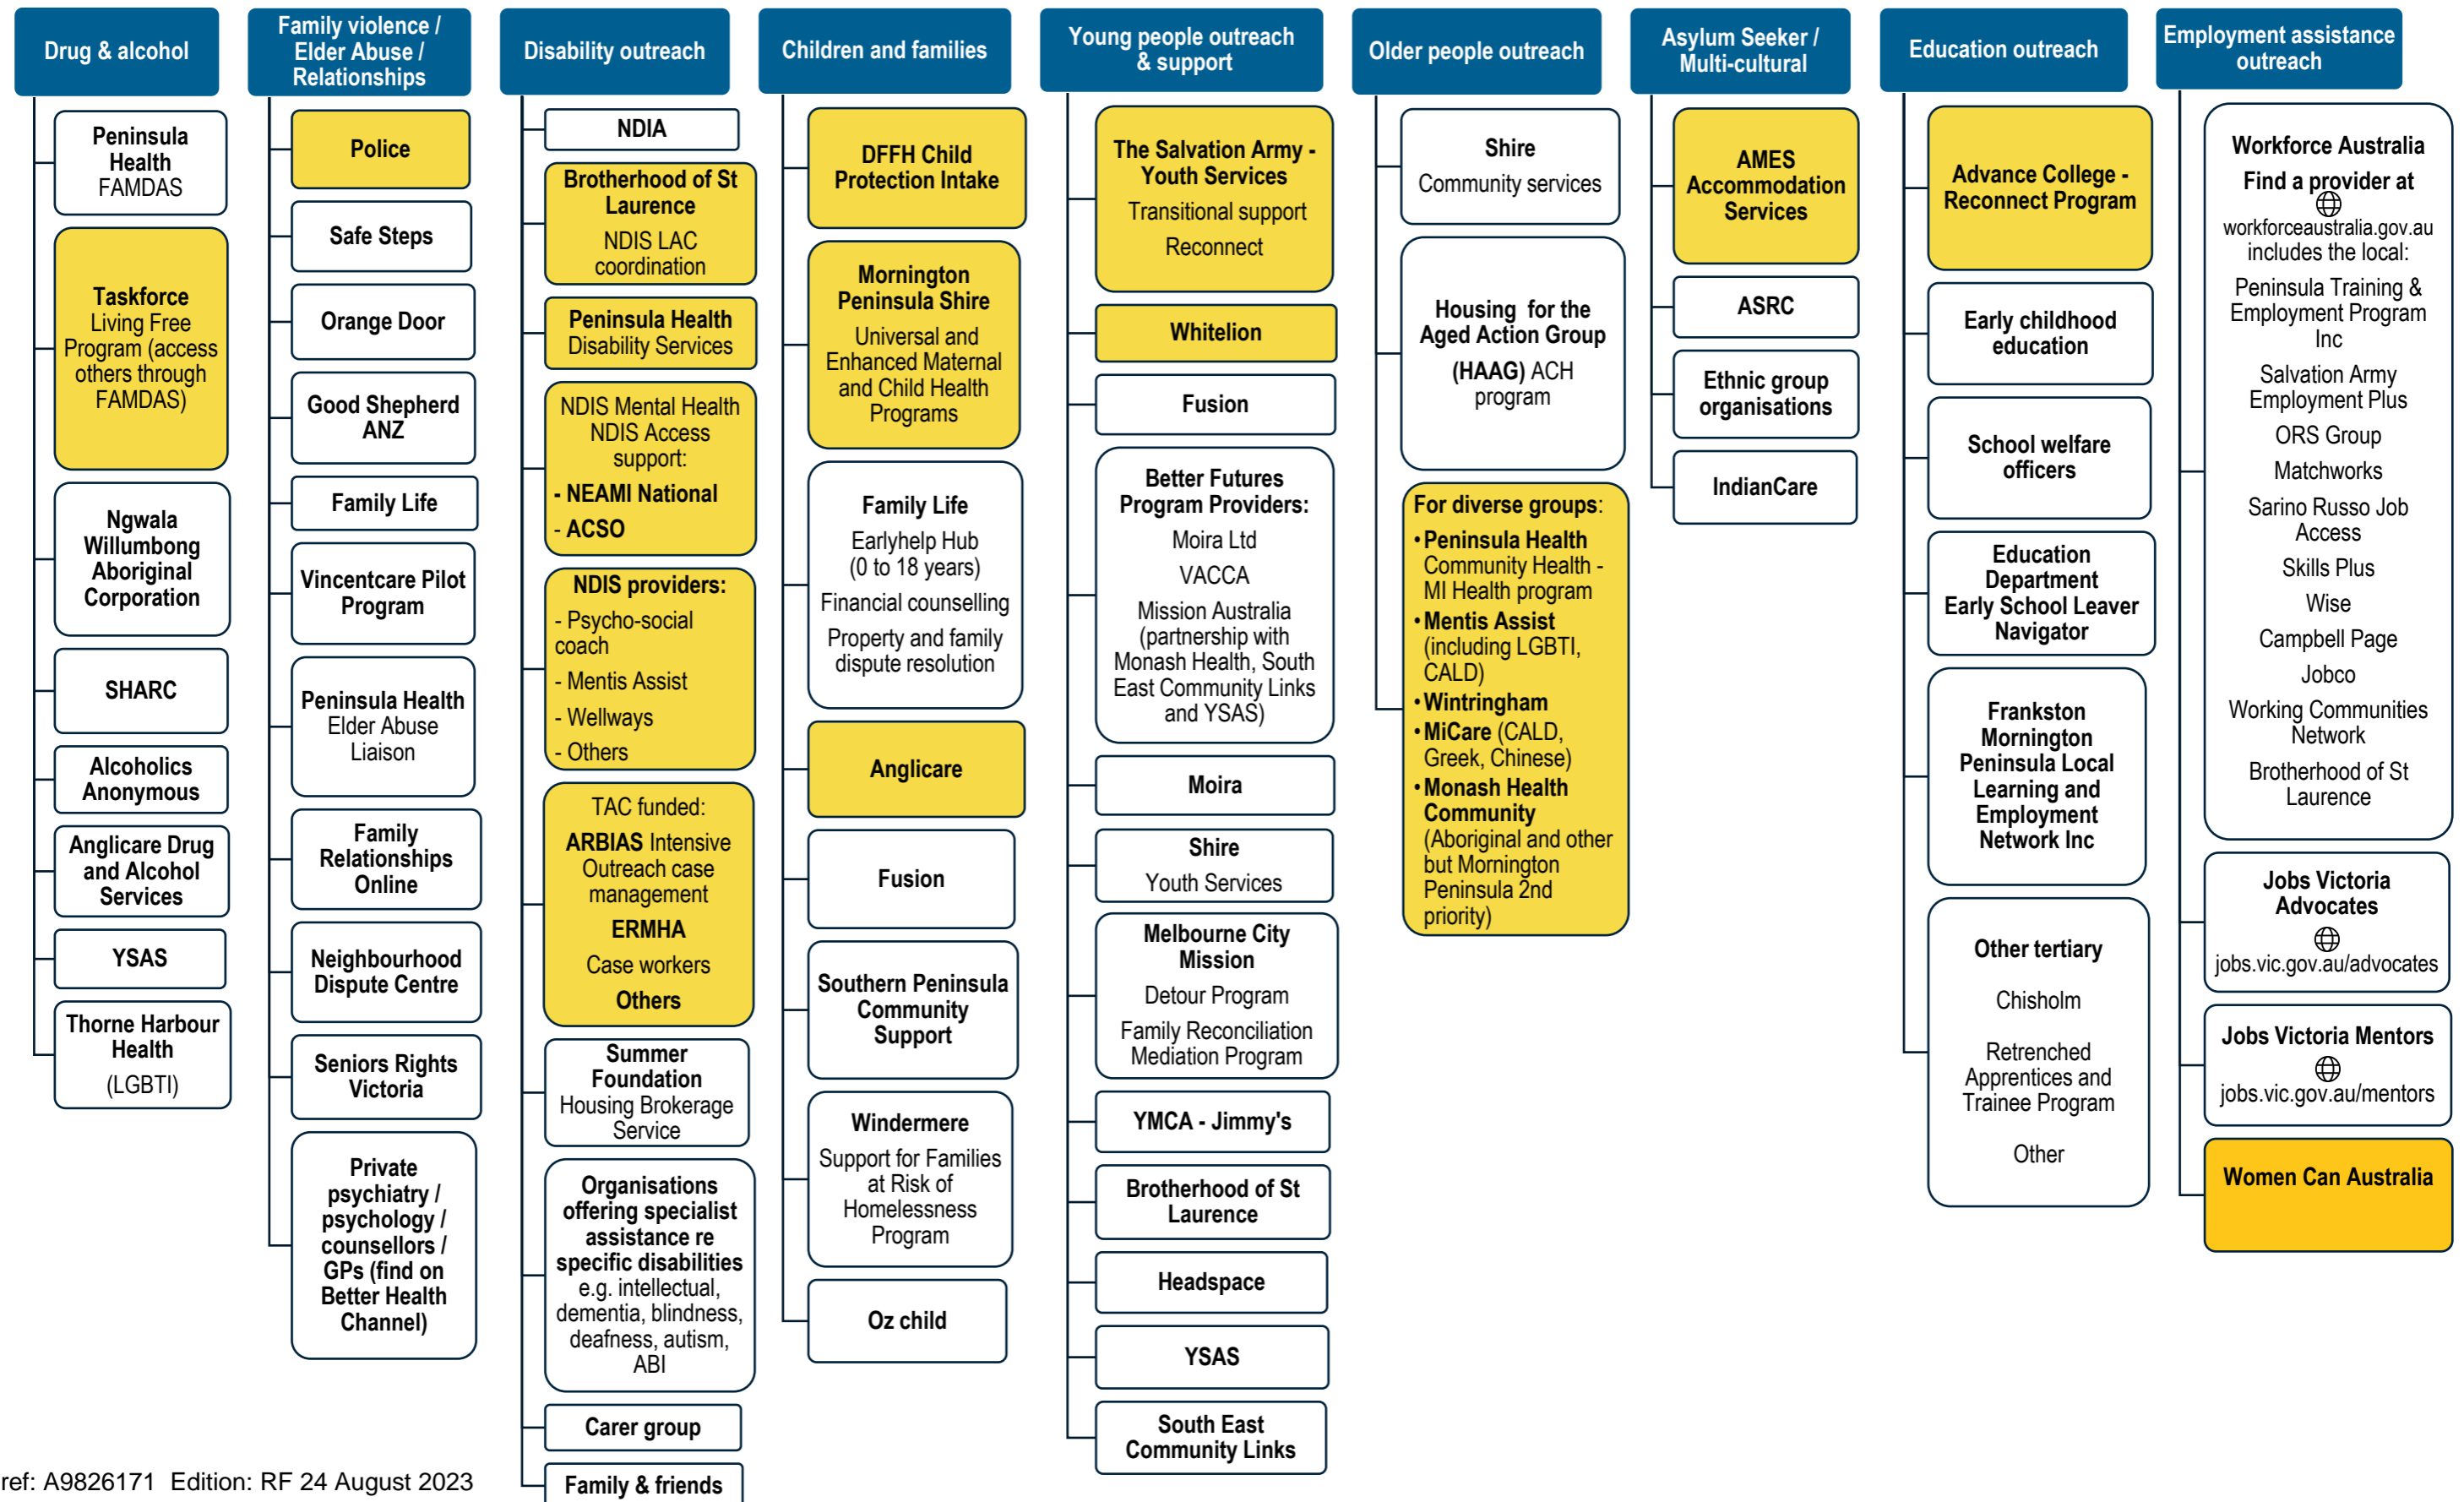 Drug & alcohol
Peninsula
Health
FAMDAS
Taskforce
Living Free
Program (access
others through
FAMDAS)
Ngwala
Willumbong
Aboriginal
Corporation
SHARC
Alcoholics
Anonymous
Anglicare Drug
and Alcohol
Services
YSAS
Thorne Harbour
Health
(LGBTI)
Family violence /
Elder Abuse /
Relationships
Police
Safe Steps
Orange Door
Good Shepherd
ANZ
Family Life
Vincentcare Pilot
Program
Peninsula Health
Elder Abuse
Liaison
Family
Relationships
Online
Neighbourhood
Dispute Centre
Seniors Rights
Victoria
Private
psychiatry /
psychology /
counsellors /
GPs (find on
Better Health
Channel)
Disability outreach
NDIA
Brotherhood of St
Laurence
NDIS LAC
coordination
Peninsula Health
Disability Services
NDIS Mental Health
NDIS Access
support:
- NEAMI National
- ACSO
NDIS providers:
- Psycho-social
coach
- Mentis Assist
- Wellways
- Others
TAC funded:
ARBIAS Intensive
Outreach case
management
ERMHA
Case workers
Others
Summer
Foundation
Housing Brokerage
Service
Organisations
offering specialist
assistance re
specific disabilities
e.g. intellectual,
dementia, blindness,
deafness, autism,
ABI
Carer group
Family & friends
Children and families
DFFH Child
Protection Intake
Mornington
Peninsula Shire
Universal and
Enhanced Maternal
and Child Health
Programs
Family Life
Earlyhelp Hub
(0 to 18 years)
Financial counselling
Property and family
dispute resolution
Anglicare
Fusion
Southern Peninsula
Community
Support
Windermere
Support for Families
at Risk of
Homelessness
Program
Oz child
Young people outreach
& support
The Salvation Army -
Youth Services
Transitional support
Reconnect
Whitelion
Fusion
Better Futures
Program Providers:
Moira Ltd
VACCA
Mission Australia
(partnership with
Monash Health, South
East Community Links
and YSAS)
Moira
Shire
Youth Services
Melbourne City
Mission
Detour Program
Family Reconciliation
Mediation Program
YMCA - Jimmy's
Brotherhood of St
Laurence
Headspace
YSAS
South East
Community Links
Older people outreach
Shire
Community services
Housing for the
Aged Action Group
(HAAG) ACH
program
For diverse groups:
• Peninsula Health
Community Health -
MI Health program
• Mentis Assist
(including LGBTI,
CALD)
• Wintringham
• MiCare (CALD,
Greek, Chinese)
• Monash Health
Community
(Aboriginal and other
but Mornington
Peninsula 2nd
priority)
Asylum Seeker /
Multi-cultural
AMES
Accommodation
Services
ASRC
Ethnic group
organisations
IndianCare
Education outreach
Advance College -
Reconnect Program
Early childhood
education
School welfare
officers
Education
Department
Early School Leaver
Navigator
Frankston
Mornington
Peninsula Local
Learning and
Employment
Network Inc
Other tertiary
Chisholm
Retrenched
Apprentices and
Trainee Program
Other
Employment assistance
outreach
Workforce Australia
Find a provider at
workforceaustralia.gov.au
includes the local:
Peninsula Training &
Employment Program
Inc
Salvation Army
Employment Plus
ORS Group
Matchworks
Sarino Russo Job
Access
Skills Plus
Wise
Campbell Page
Jobco
Working Communities
Network
Brotherhood of St
Laurence
Jobs Victoria
Advocates
jobs.vic.gov.au/advocates
Jobs Victoria Mentors
jobs.vic.gov.au/mentors
Women Can Australia
ref: A9826171 Edition: RF 24 August 2023